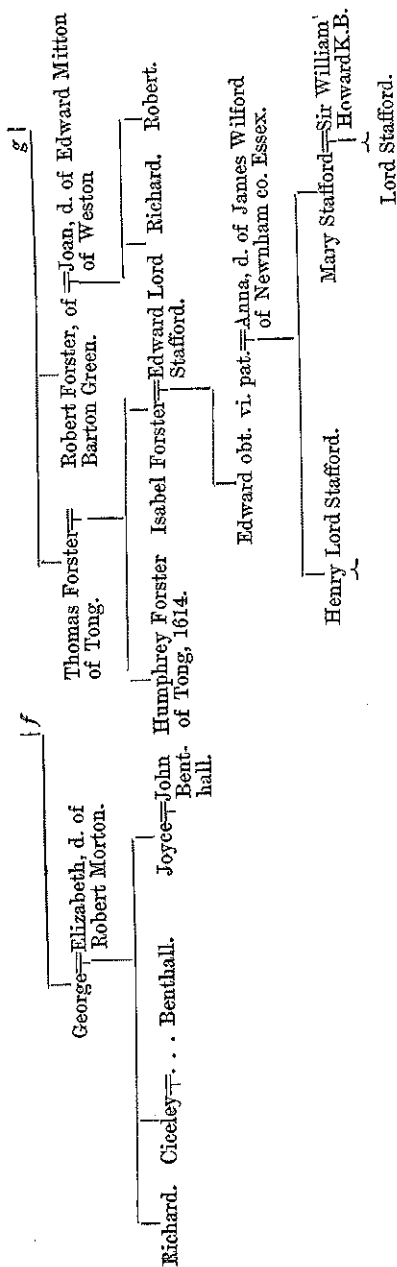 f
g
George=Elizabeth, d. of
Robert Morton.
Thomas Forster=
of Tong.
Robert Forster, of =Joan, d. of Edward Mitton
Barton Green. of Weston
Richard. Ciceley=. . . Benthall. Joyce=John
Bent-
hall.
Humphrey Forster
of Tong, 1614.
Isabel Forster=Edward Lord
Stafford.
Richard. Robert.
Edward obt. vi. pat.=Anna, d. of James Wilford
of Newnham co. Essex.
Henry Lord Stafford.
Mary Stafford=Sir William
Howard K.B.
Lord Stafford.